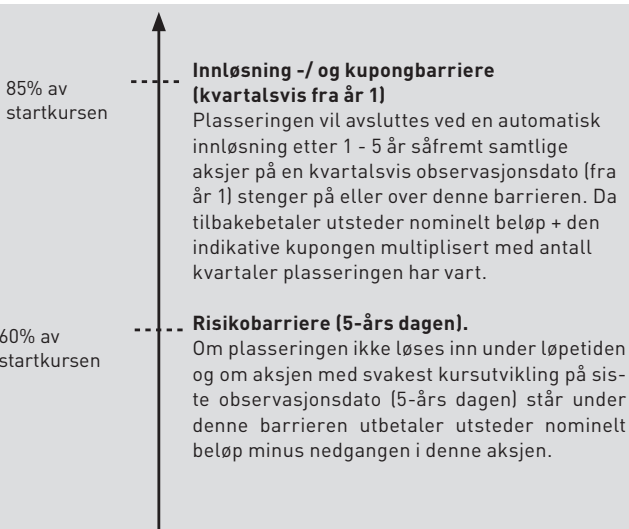 85% av
startkursen
Innløsning -/ og kupongbarriere
(kvartalsvis fra år 1)
Plasseringen vil avsluttes ved en automatisk
innløsning etter 1 - 5 år såfremt samtlige
aksjer på en kvartalsvis observasjonsdato (fra
år 1) stenger på eller over denne barrieren. Da
tilbakebetaler utsteder nominelt beløp + den
indikative kupongen multiplisert med antall
kvartaler plasseringen har vart.
60% av
startkursen
Risikobarriere (5-års dagen).
Om plasseringen ikke løses inn under løpetiden
og om aksjen med svakest kursutvikling på sis-
te observasjonsdato (5-års dagen) står under
denne barrieren utbetaler utsteder nominelt
beløp minus nedgangen i denne aksjen.